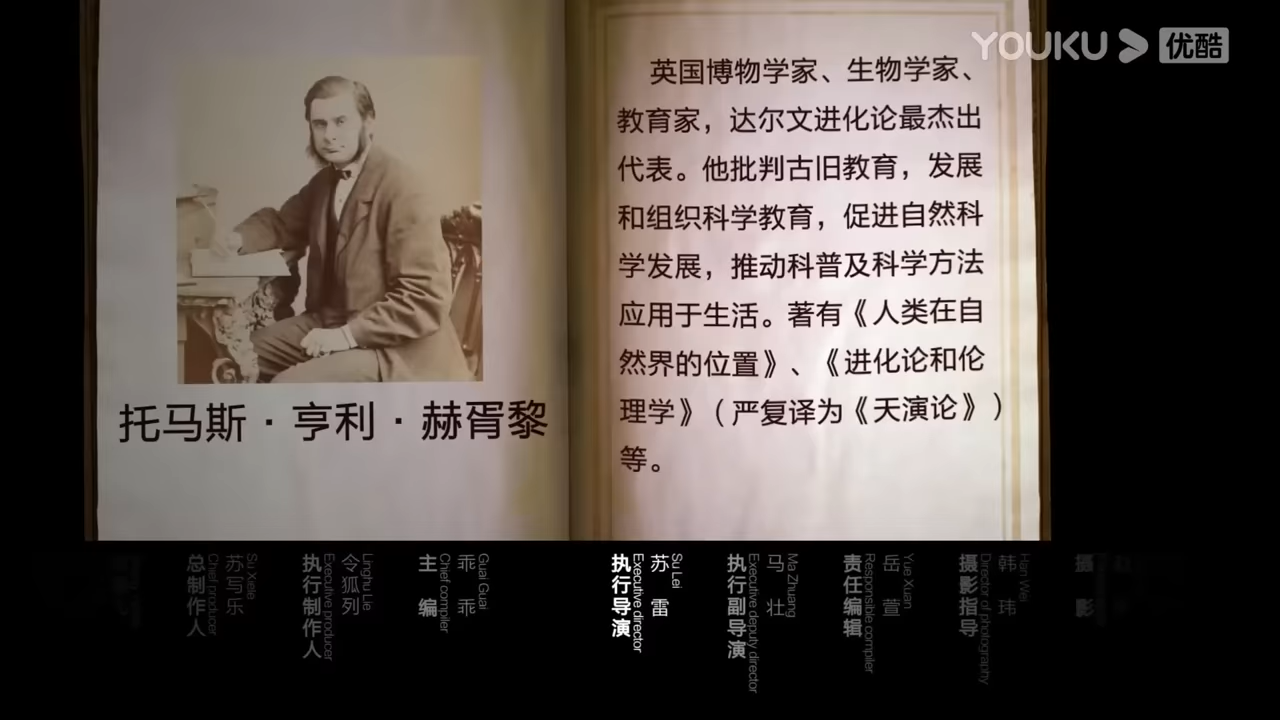 YOUKU 优酷
英国博物学家、生物学家、
教育家，达尔文进化论最杰出
代表。他批判古旧教育，发展
和组织科学教育，促进自然科
学发展，推动科普及科学方法
应用于生活。著有《人类在自
然界的位置》、《进化论和伦
理学》（严复译为《天演论》）
等。
托马斯·亨利·赫胥黎
总制作人
Chief producer
苏写乐
Su Xiele
执行制作人
Executive producer
令狐列
Linghu Lie
主 编
Chief compiler
乖 乖
Guai Guai
执行导演
Executive director
苏 雷
Su Lei
执行副导演
Executive deputy director
马 壮
Ma Zhuang
责任编辑
Responsible compiler
岳 萱
Yue Xuan
摄影指导
Director of photography
韩 玮
Han Wei
摄 影